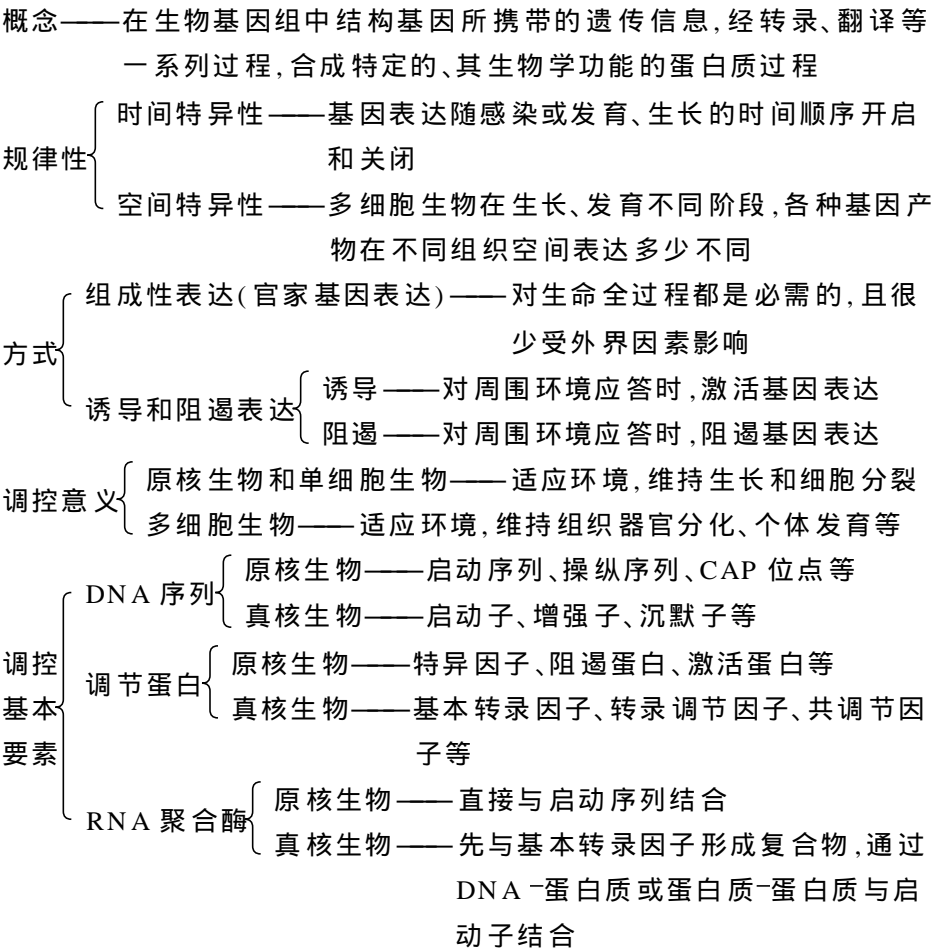 概念——在生物基因组中结构基因所携带的遗传信息,经转录、翻译等
一系列过程,合成特定的、其生物学功能的蛋白质过程
时间特异性——基因表达随感染或发育、生长的时间顺序开启
规律性
和关闭
空间特异性——多细胞生物在生长、发育不同阶段,各种基因产
物在不同组织空间表达多少不同
组成性表达(官家基因表达)——对生命全过程都是必需的,且很
少受外界因素影响
方式
诱导——对周围环境应答时,激活基因表达
诱导和阻遏表达
阻遏——对周围环境应答时,阻遏基因表达
原核生物和单细胞生物——适应环境,维持生长和细胞分裂
调控意义
多细胞生物——适应环境,维持组织器官分化、个体发育等
原核生物——启动序列、操纵序列、CAP 位点等
DNA 序列
真核生物——启动子、增强子、沉默子等
调控
基本
要素
原核生物——特异因子、阻遏蛋白、激活蛋白等
调节蛋白
真核生物——基本转录因子、转录调节因子、共调节因
子等
原核生物——直接与启动序列结合
RNA 聚合酶
真核生物——先与基本转录因子形成复合物,通过
DNA-蛋白质或蛋白质-蛋白质与启
动子结合